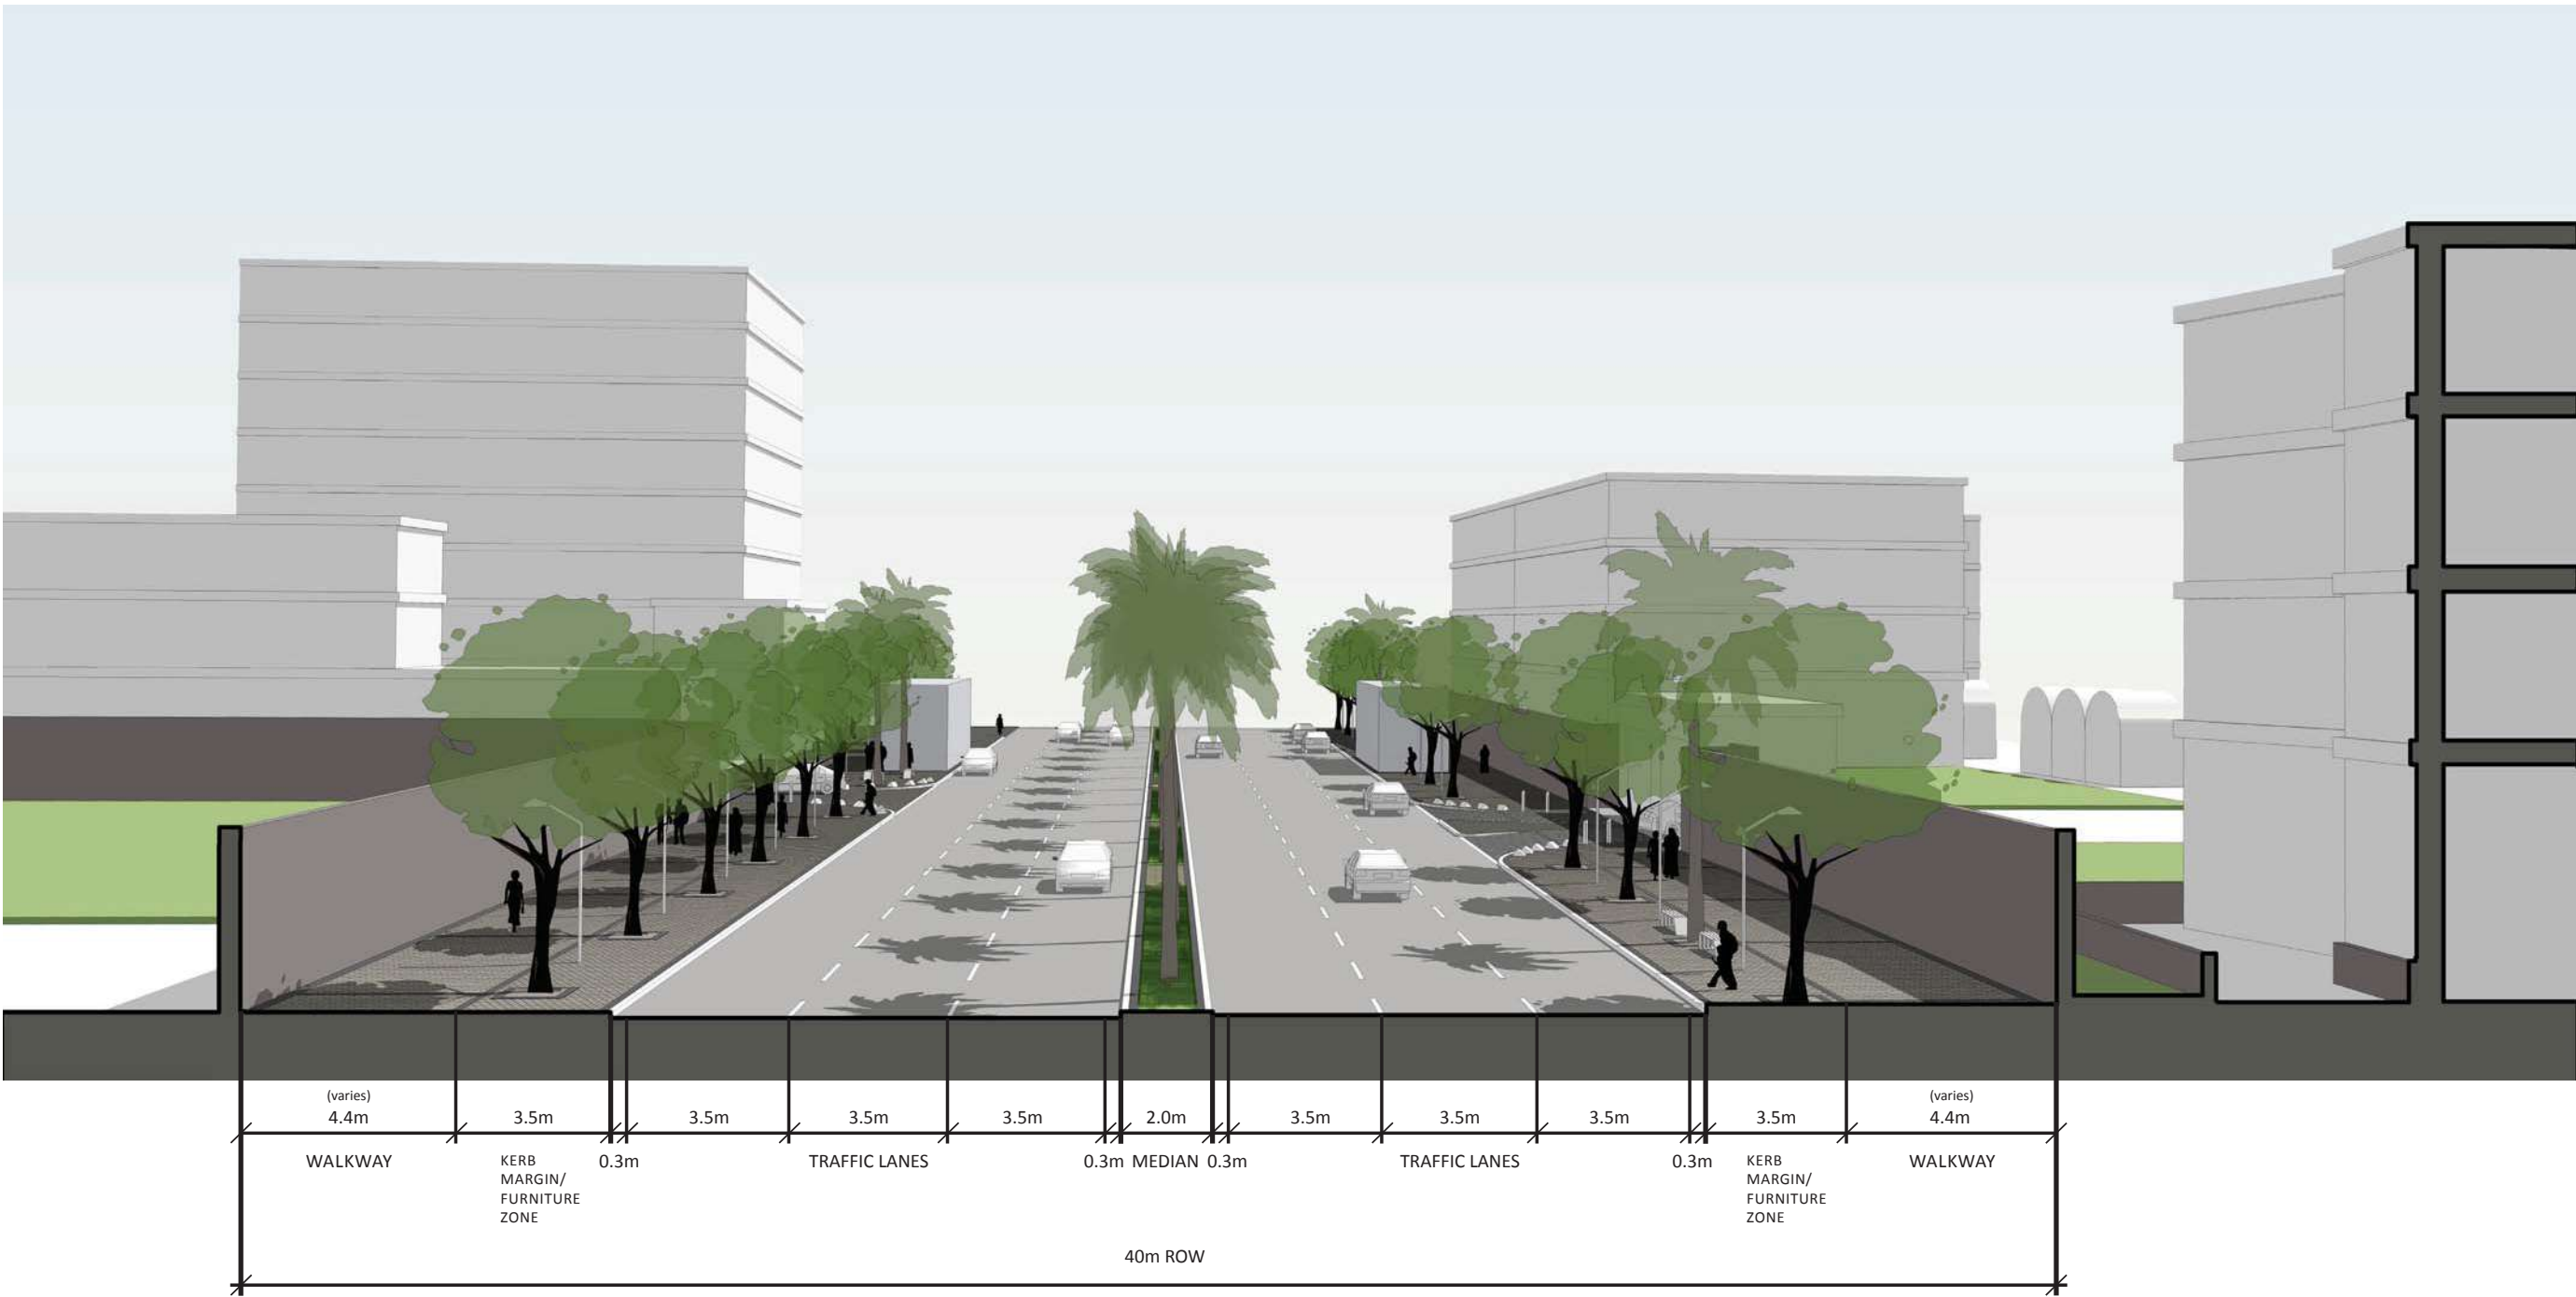 (varies)
4.4m 3.5m 3.5m 3.5m 3.5m 2.0m 3.5m 3.5m 3.5m 3.5m
(varies)
4.4m
WALKWAY
KERB
MARGIN/
FURNITURE
ZONE
0.3m
TRAFFIC LANES
0.3m MEDIAN 0.3m
TRAFFIC LANES
0.3m
KERB
MARGIN/
FURNITURE
ZONE
WALKWAY
40m ROW